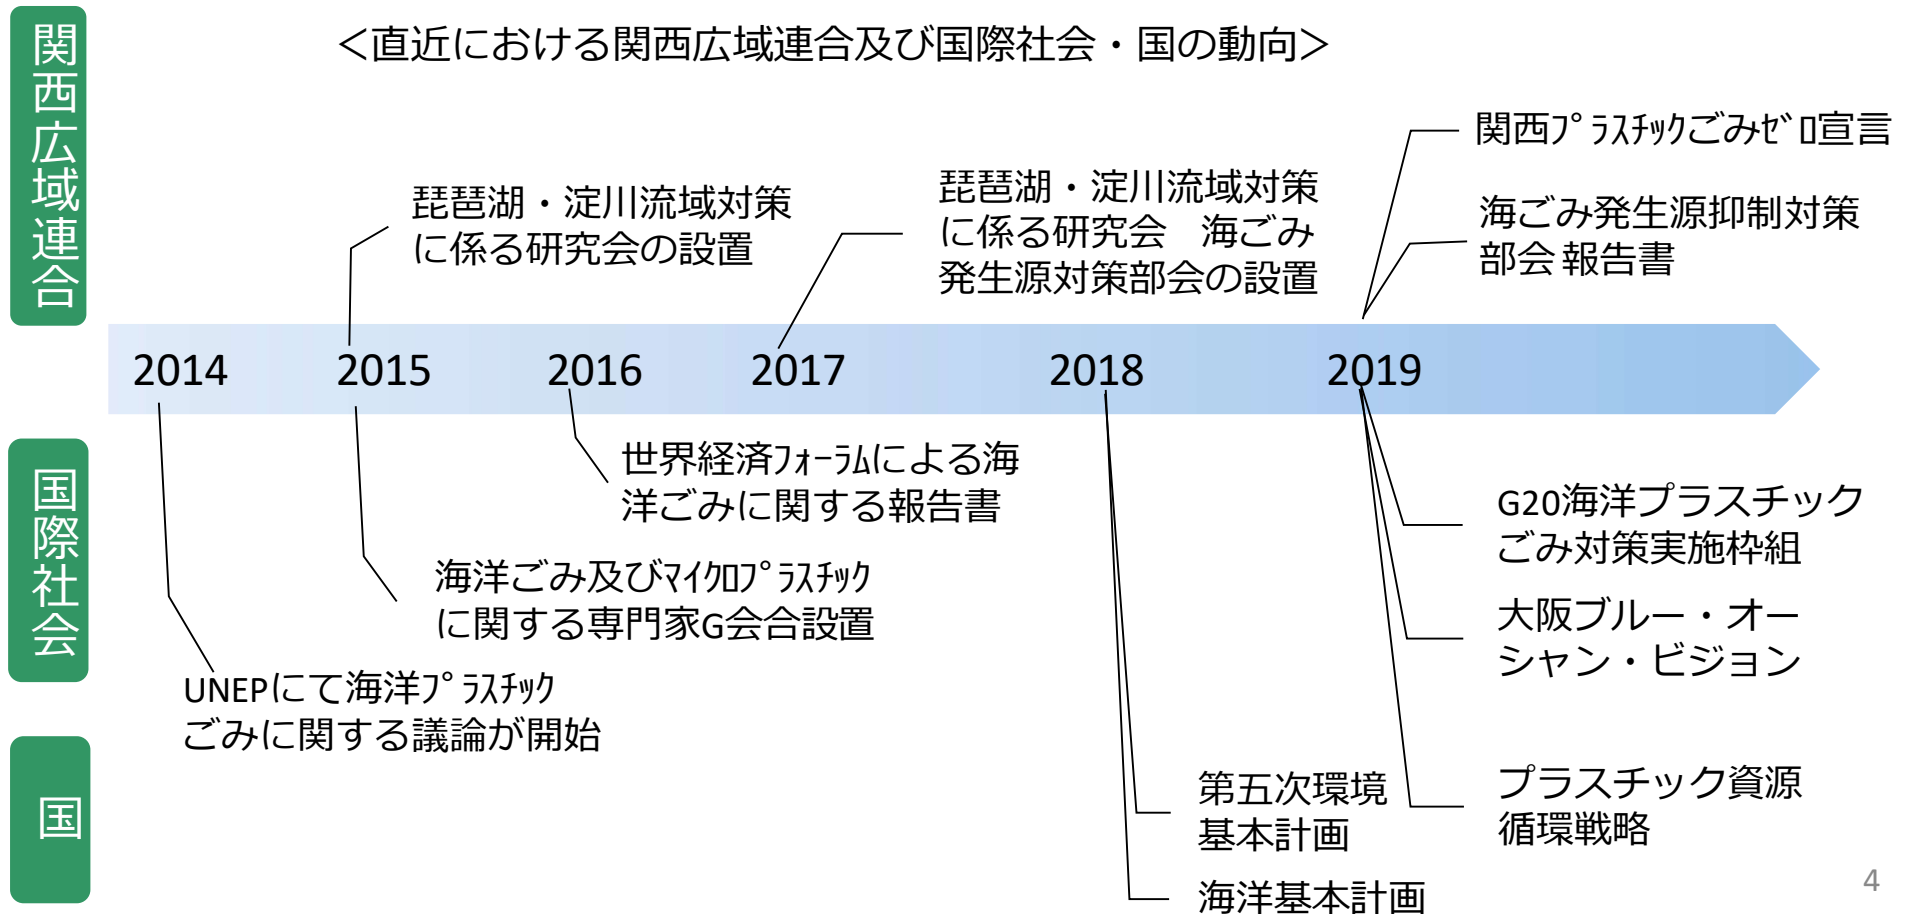 <直近における関西広域連合及び国際社会・国の動向>
関西広域連合
関西ﾌﾟﾗｽﾁｯｸごみｾﾞﾛ宣言
海ごみ発生源抑制対策
部会 報告書
琵琶湖・淀川流域対策
に係る研究会の設置
琵琶湖・淀川流域対策
に係る研究会　海ごみ
発生源対策部会の設置
2014 2015 2016 2017 2018 2019
国際社会
世界経済ﾌｫｰﾗﾑによる海
洋ごみに関する報告書
海洋ごみ及びﾏｲｸﾛﾌﾟﾗｽﾁｯｸ
に関する専門家G会合設置
UNEPにて海洋ﾌﾟﾗｽﾁｯｸ
ごみに関する議論が開始
G20海洋プラスチック
ごみ対策実施枠組
大阪ブルー・オー
シャン・ビジョン
国
第五次環境
基本計画
海洋基本計画
プラスチック資源
循環戦略
4